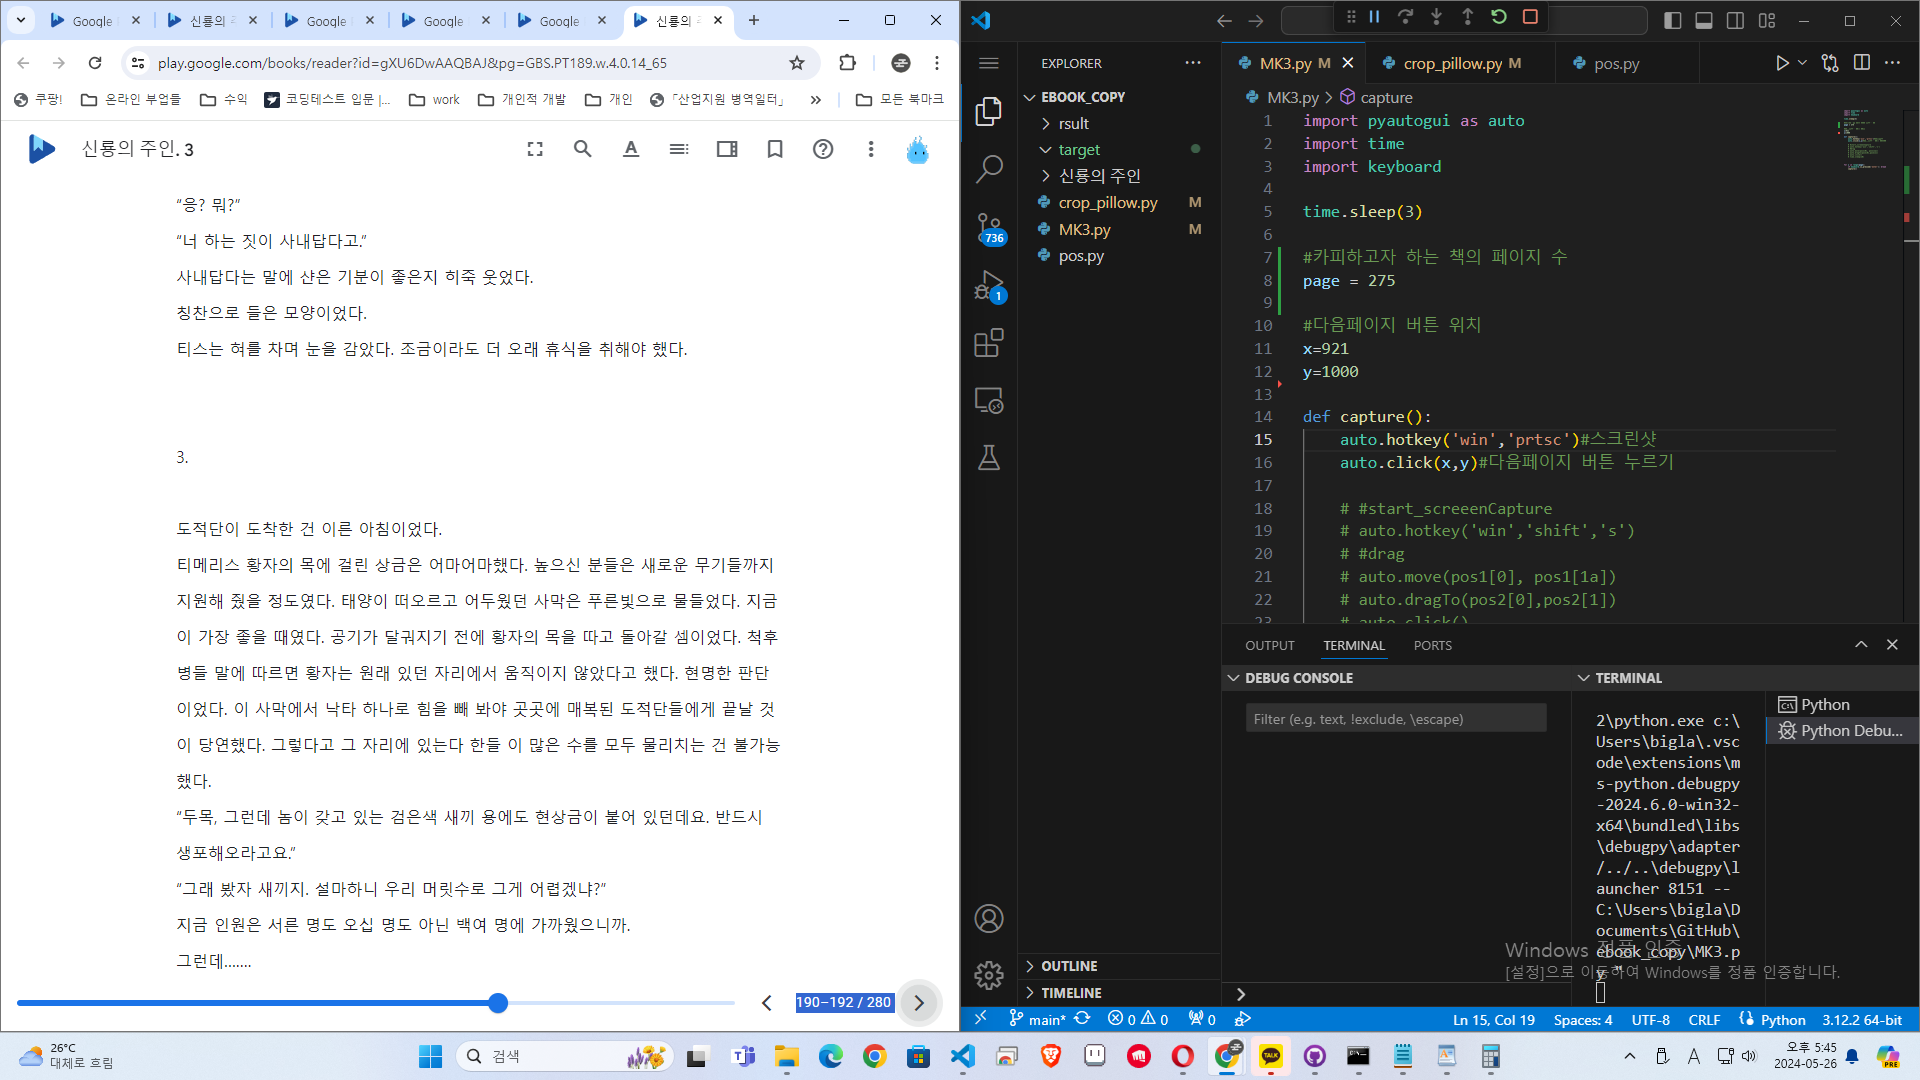 Google
신룡의 주
Google
Google
Google
신룡의 주
play.google.com/books/reader?id=gXU6DwAAQBAJ&pg=GBS.PT189.w.4.0.14_65
쿠팡!
온라인 부업들
수익
코딩테스트 입문 |...
work
개인적 개발
개인
「산업지원 병역일터」
모든 북마크
신룡의 주인. 3
“응? 뭐?”
“너 하는 짓이 사내답다고.”
사내답다는 말에 샨은 기분이 좋은지 히죽 웃었다.
칭찬으로 들은 모양이었다.
티스는 혀를 차며 눈을 감았다. 조금이라도 더 오래 휴식을 취해야 했다.
3.
도적단이 도착한 건 이른 아침이었다.
티메리스 황자의 목에 걸린 상금은 어마어마했다. 높으신 분들은 새로운 무기들까지
지원해 줬을 정도였다. 태양이 떠오르고 어두웠던 사막은 푸른빛으로 물들었다. 지금
이 가장 좋을 때였다. 공기가 달궈지기 전에 황자의 목을 따고 돌아갈 셈이었다. 척후
병들 말에 따르면 황자는 원래 있던 자리에서 움직이지 않았다고 했다. 현명한 판단
이었다. 이 사막에서 낙타 하나로 힘을 빼 봐야 곳곳에 매복된 도적단들에게 끝날 것
이 당연했다. 그렇다고 그 자리에 있는다 한들 이 많은 수를 모두 물리치는 건 불가능
했다.
“두목, 그런데 놈이 갖고 있는 검은색 새끼 용에도 현상금이 붙어 있던데요. 반드시
생포해오라고요.”
“그래 봤자 새끼지. 설마하니 우리 머릿수로 그게 어렵겠냐?”
지금 인원은 서른 명도 오십 명도 아닌 백여 명에 가까웠으니까.
그런데…….
190–192 / 280
EXPLORER
EBOOK_COPY
rsult
target
신룡의 주인
crop_pillow.py M
MK3.py M
pos.py
736
1
OUTLINE
TIMELINE
MK3.py M
crop_pillow.py M
pos.py
MK3.py > capture
1 import pyautogui as auto
2 import time
3 import keyboard
4
5 time.sleep(3)
6
7 #카피하고자 하는 책의 페이지 수
8 page = 275
9
10 #다음페이지 버튼 위치
11 x=921
12 y=1000
13
14 def capture():
15 auto.hotkey('win','prtsc')#스크린샷
16 auto.click(x,y)#다음페이지 버튼 누르기
17
18 # #start_screeenCapture
19 # auto.hotkey('win','shift','s')
20 # #drag
21 # auto.move(pos1[0], pos1[1a])
22 # auto.dragTo(pos2[0],pos2[1])
23 # auto.click()
OUTPUT TERMINAL PORTS
DEBUG CONSOLE
Filter (e.g. text, !exclude, \escape)
TERMINAL
2\python.exe c:\
Users\bigla\.vsc
ode\extensions\m
s-python.debugpy
-2024.6.0-win32-
x64\bundled\libs
\debugpy\adapter
/../..\debugpy\l
auncher 8151 --
C:\Users\bigla\D
ocuments\GitHub\
ebook_copy\MK3.p
y "
Python
Python Debu...
Windows 정품 인증
[설정]으로 이동하여 Windows를 정품 인증합니다.
main* 0 0 0
Ln 15, Col 19 Spaces: 4 UTF-8 CRLF Python 3.12.2 64-bit
26°C
대체로 흐림
검색
TALK
PRE
A
오후 5:45
2024-05-26